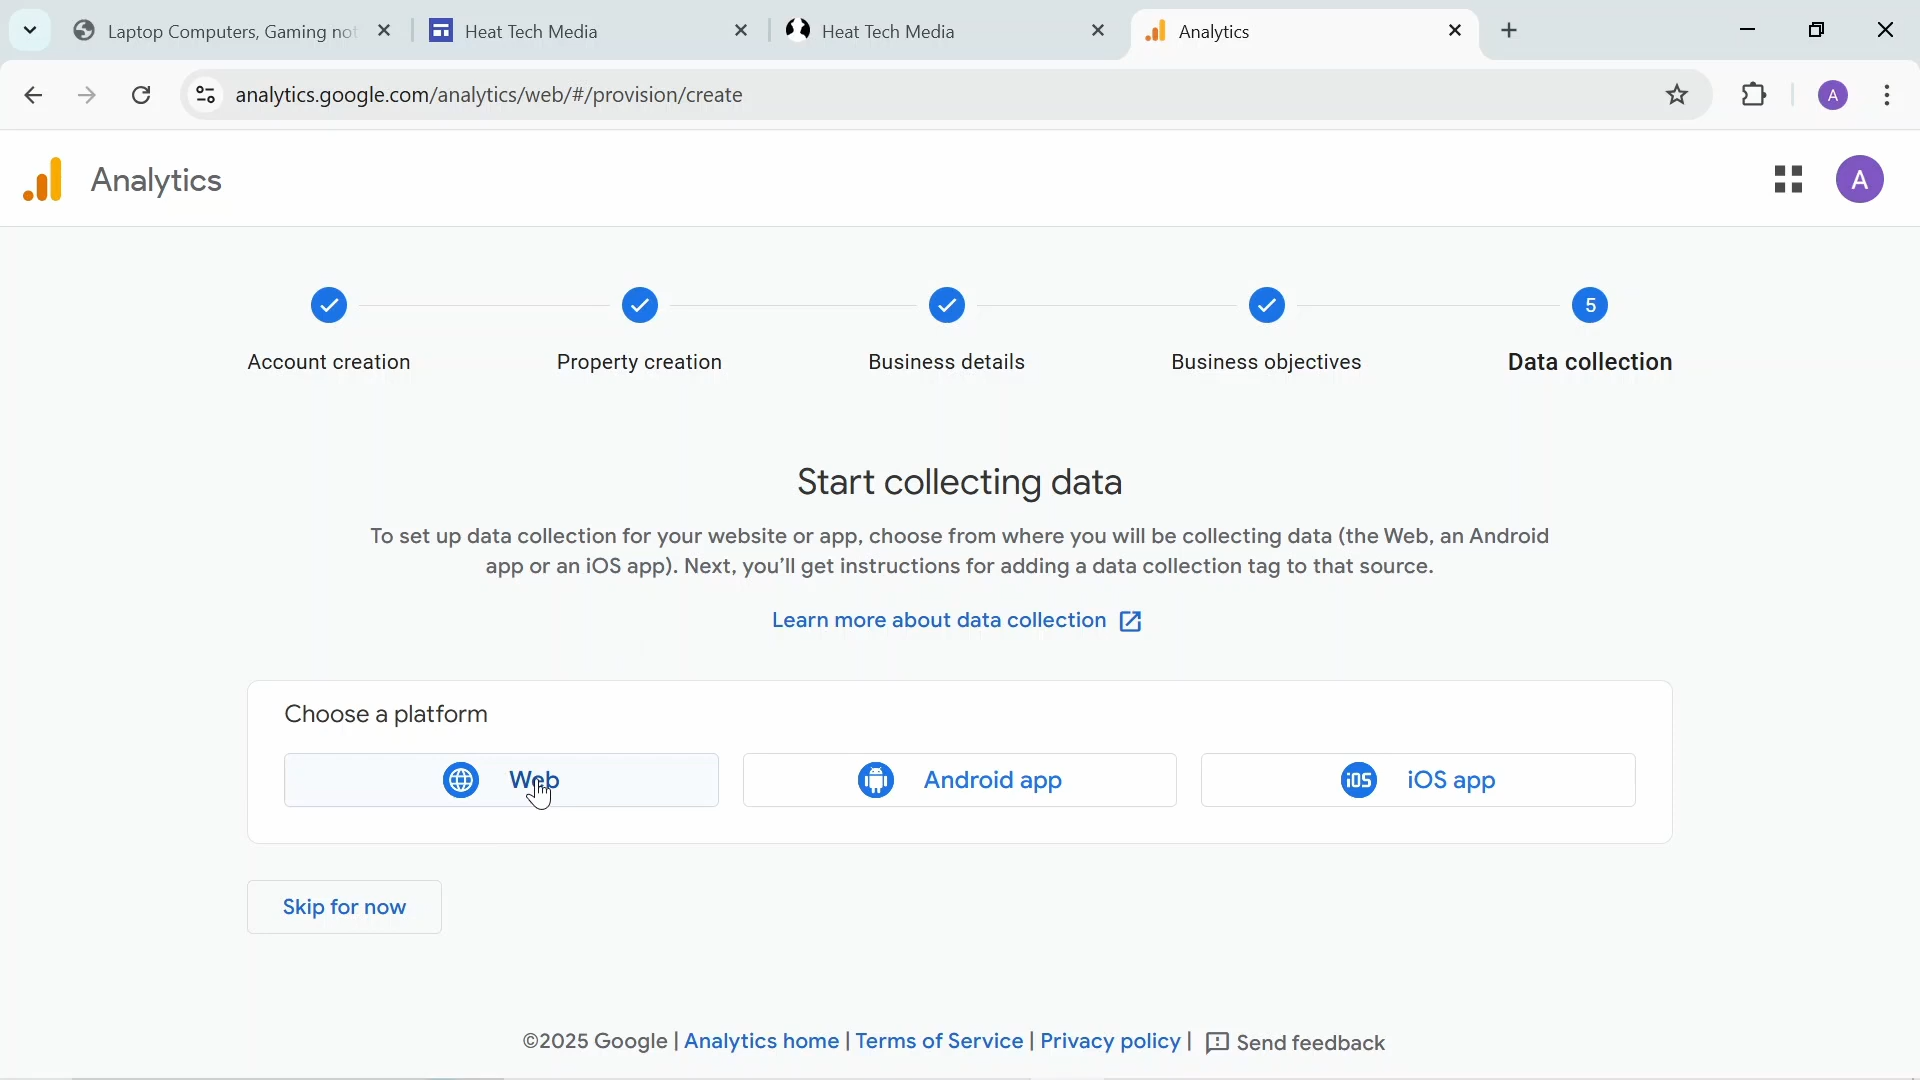 Laptop Computers, Gaming not
Heat Tech Media
Heat Tech Media
Analytics
analytics.google.com/analytics/web/#/provision/create
A
Analytics
A
5
Account creation
Property creation
Business details
Business objectives
Data collection
Start collecting data
To set up data collection for your website or app, choose from where you will be collecting data (the Web, an Android
app or an iOS app). Next, you'll get instructions for adding a data collection tag to that source.
Learn more about data collection
Choose a platform
Web
Android app
iOS
iOS app
Skip for now
©2025 Google | Analytics home | Terms of Service | Privacy policy | Send feedback